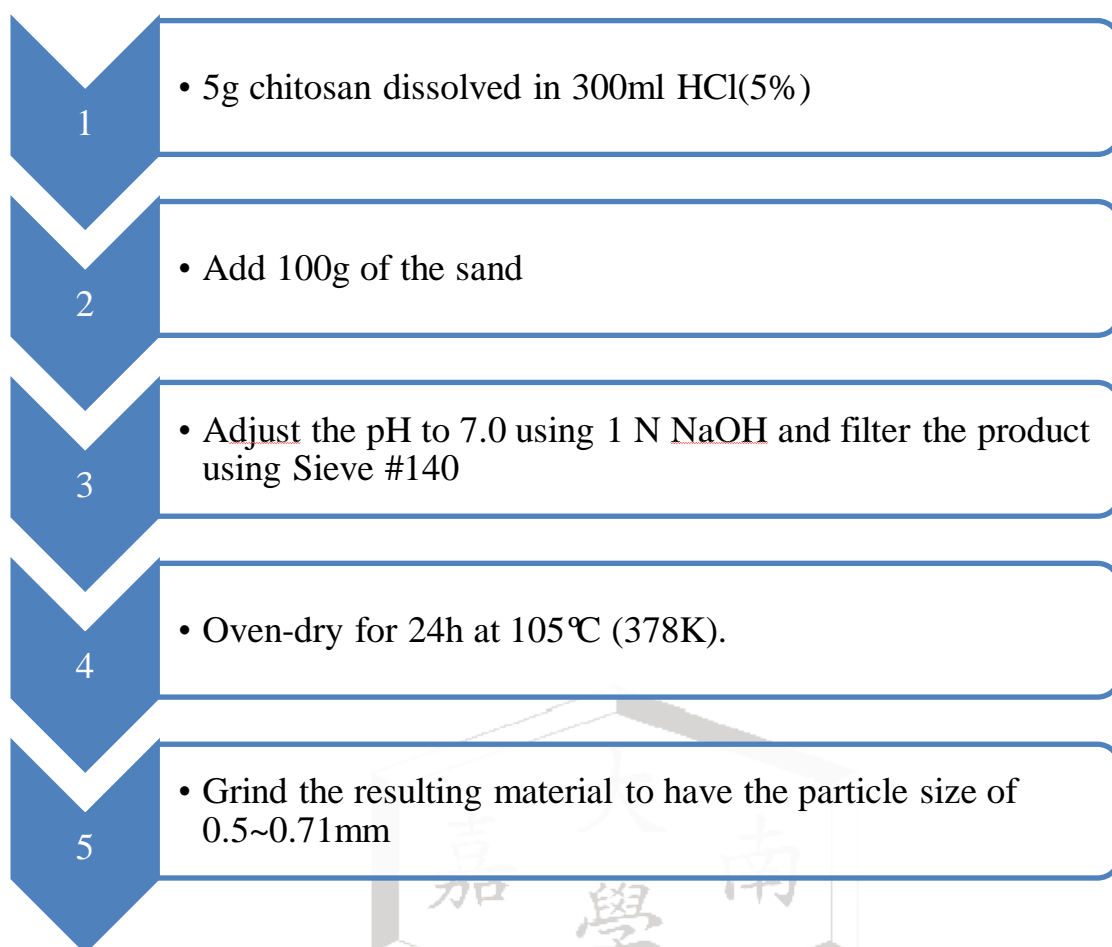 1
• 5g chitosan dissolved in 300ml HCl(5%)
2
• Add 100g of the sand
3
• Adjust the pH to 7.0 using 1 N NaOH and filter the product
using Sieve #140
4
• Oven-dry for 24h at 105℃ (378K).
5
• Grind the resulting material to have the particle size of
0.5~0.71mm
大
嘉 南
學